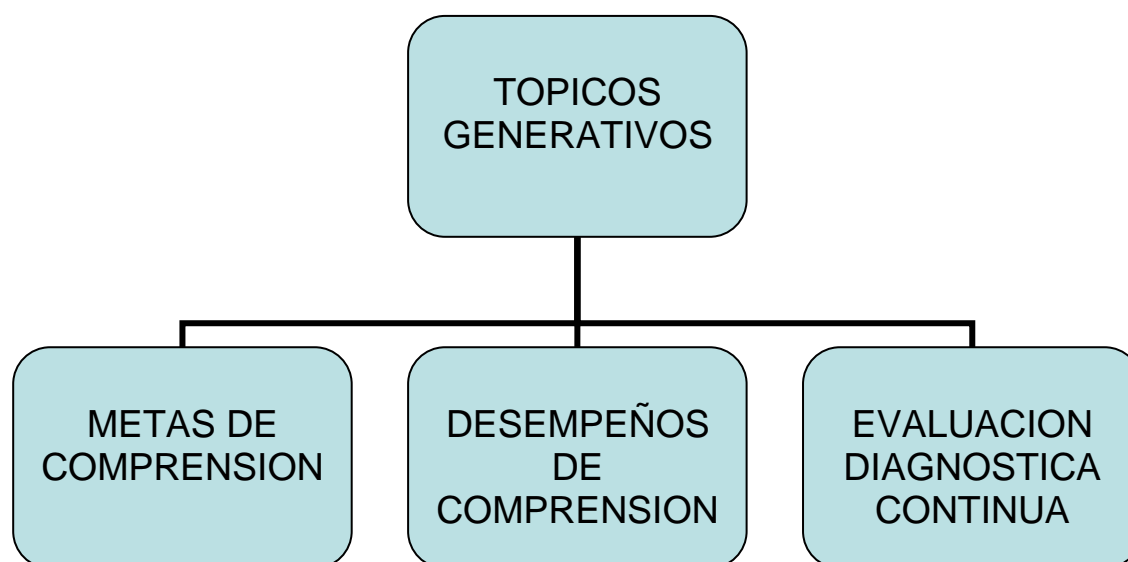 TOPICOS
GENERATIVOS
METAS DE
COMPRENSION
DESEMPEÑOS
DE
COMPRENSION
EVALUACION
DIAGNOSTICA
CONTINUA